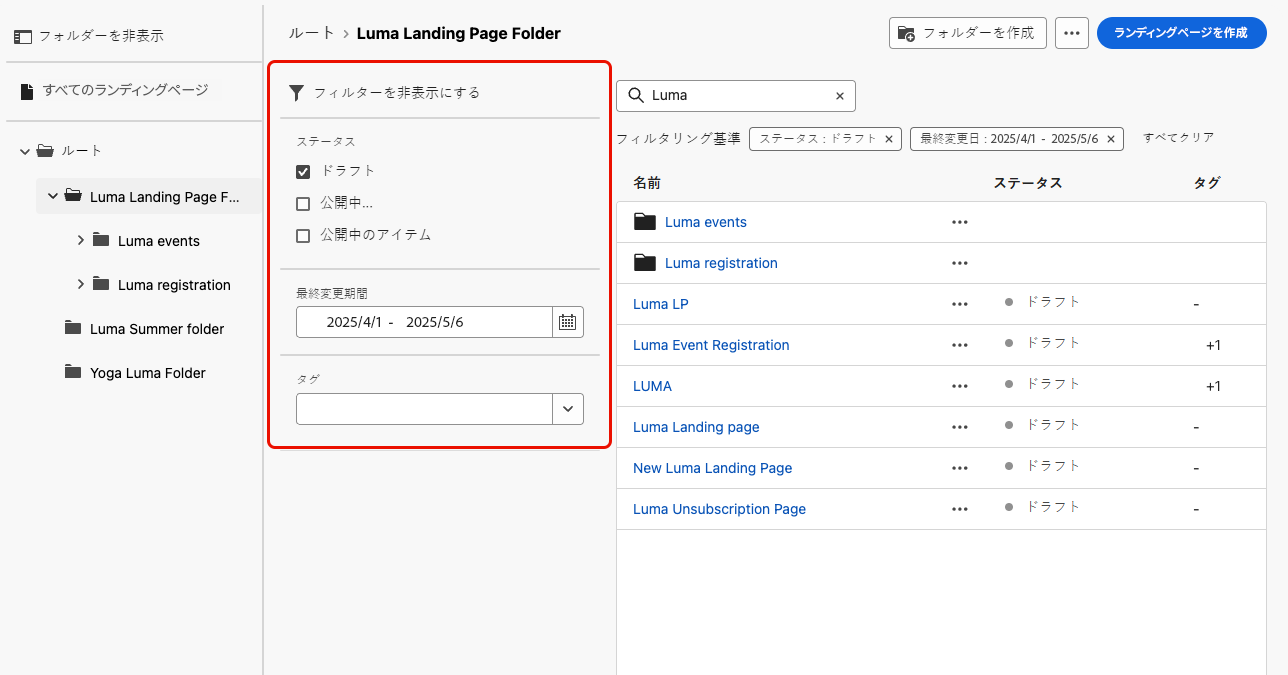 フォルダーを非表示
すべてのランディングページ
ルート
Luma Landing Page F...
Luma events
Luma registration
Luma Summer folder
Yoga Luma Folder
ルート > Luma Landing Page Folder
フォルダーを作成
ランディングページを作成
フィルターを非表示にする
ステータス
ドラフト
公開中...
公開中のアイテム
最終変更期間
2025/4/1 - 2025/5/6
タグ
Luma
フィルタリング基準 ステータス : ドラフト 最終変更日 : 2025/4/1 - 2025/5/6 すべてクリア
名前 ステータス タグ
Luma events
Luma registration
Luma LP ドラフト -
Luma Event Registration ドラフト +1
LUMA ドラフト +1
Luma Landing page ドラフト -
New Luma Landing Page ドラフト -
Luma Unsubscription Page ドラフト -